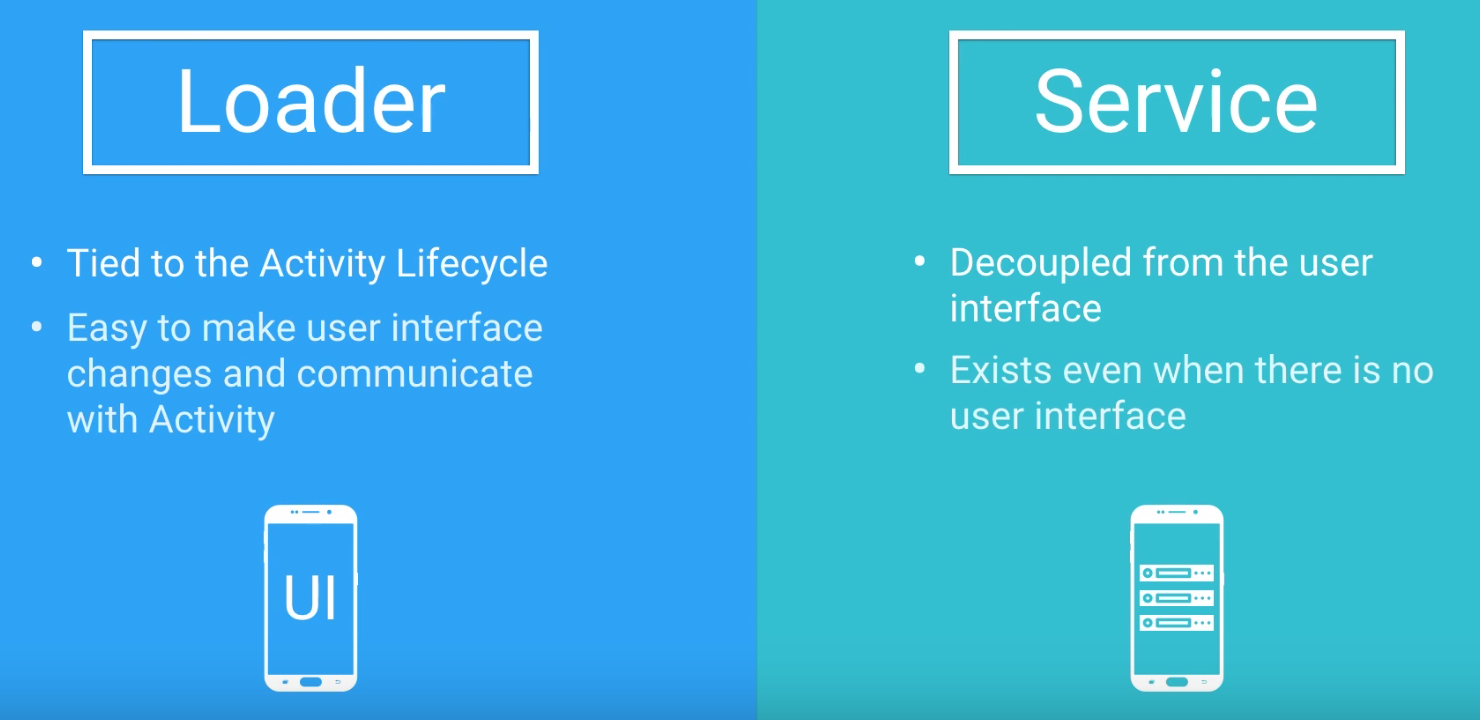 Loader
• Tied to the Activity Lifecycle
• Easy to make user interface
changes and communicate
with Activity
UI
Service
• Decoupled from the user
interface
• Exists even when there is no
user interface